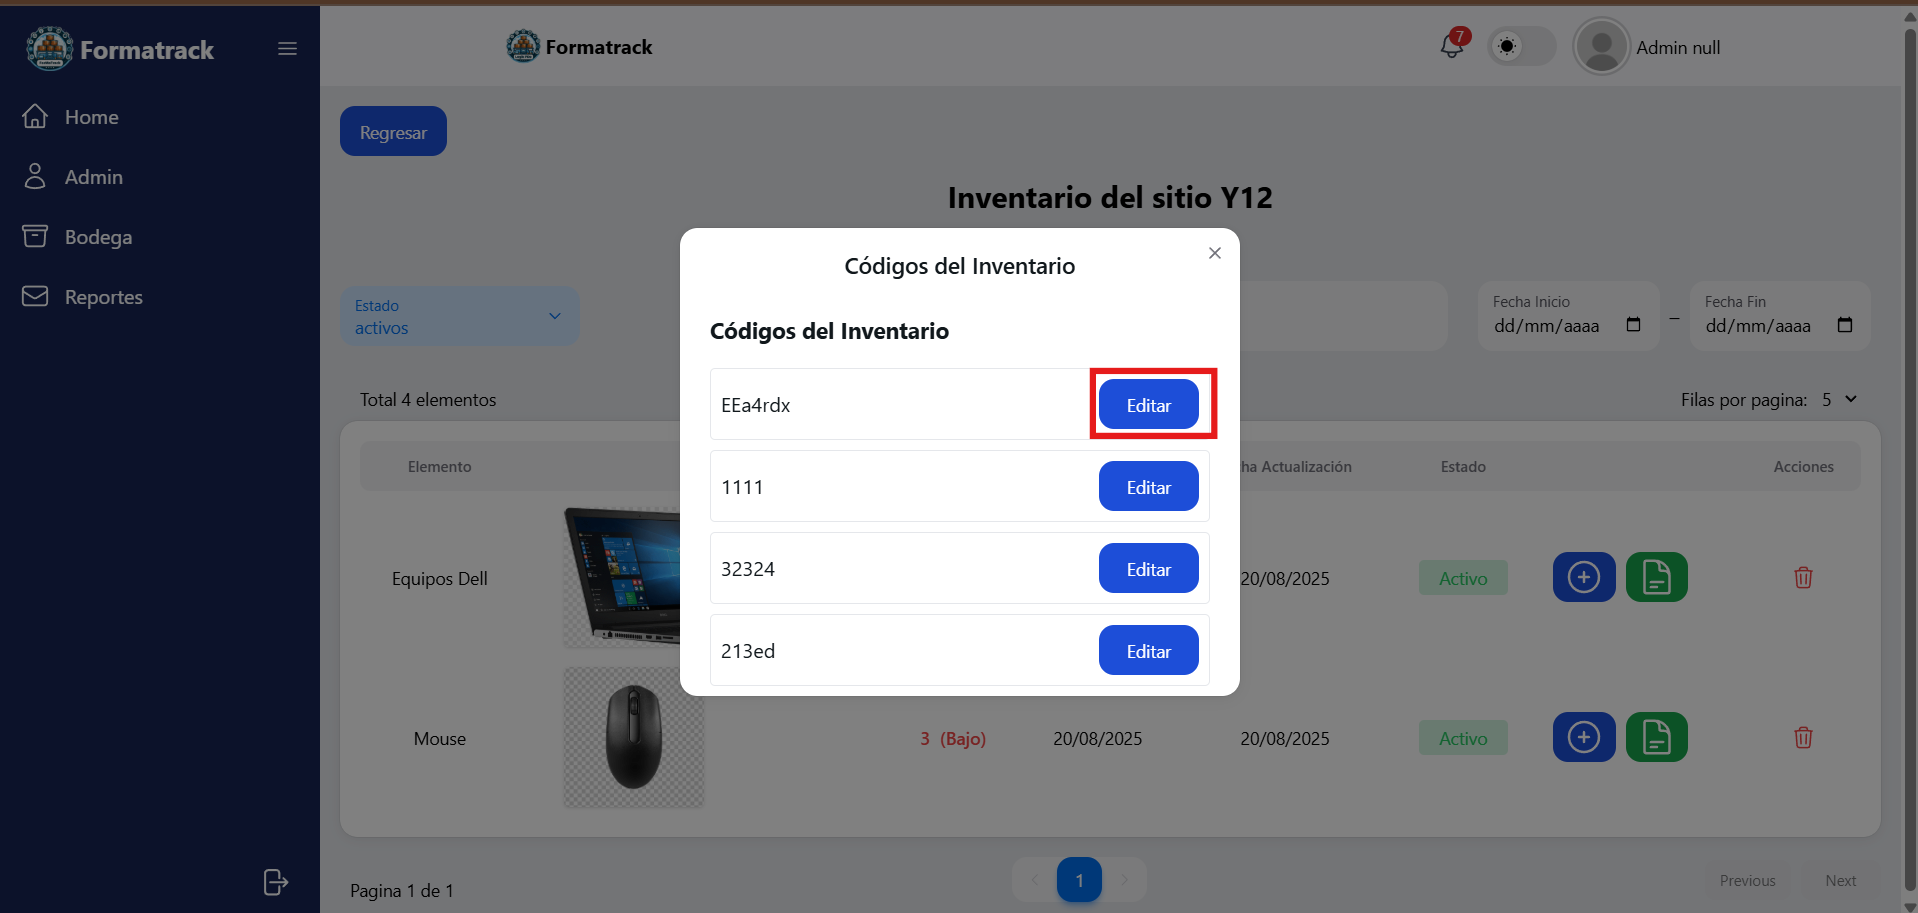 Formatrack
Home
Admin
Bodega
Reportes
Formatrack
7
Admin null
Regresar
Inventario del sitio Y12
Estado
activos
Fecha Inicio
dd/mm/aaaa
–
Fecha Fin
dd/mm/aaaa
Total 4 elementos
Filas por pagina: 5
Códigos del Inventario
Códigos del Inventario
EEa4rdx Editar
1111 Editar
32324 Editar
213ed Editar
Elemento ha Actualización Estado Acciones
Equipos Dell 20/08/2025 Activo
Mouse 3 (Bajo) 20/08/2025 20/08/2025 Activo
Pagina 1 de 1
1
Previous Next